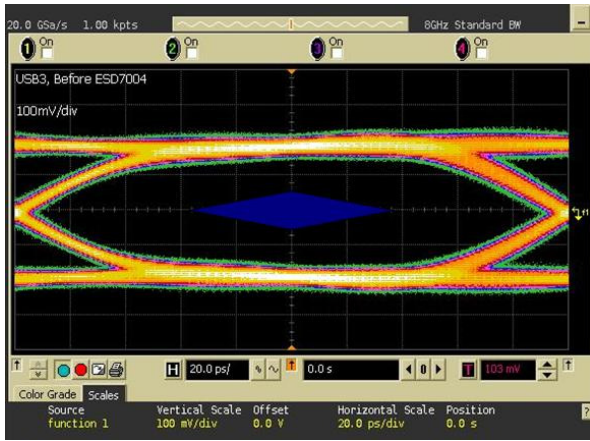 20.0 GSa/s 1.00 kpts 8GHz Standard BW
1 On 2 On 3 On 4 On
USB3, Before ESD7004
100mV/div
f1
H 20.0 ps/ 0.0 s 0 T 103 mV
Color Grade Scales
Source Vertical Scale Offset Horizontal Scale Position
function 1 100 mV/div 0.0 V 20.0 ps/div 0.0 s
?